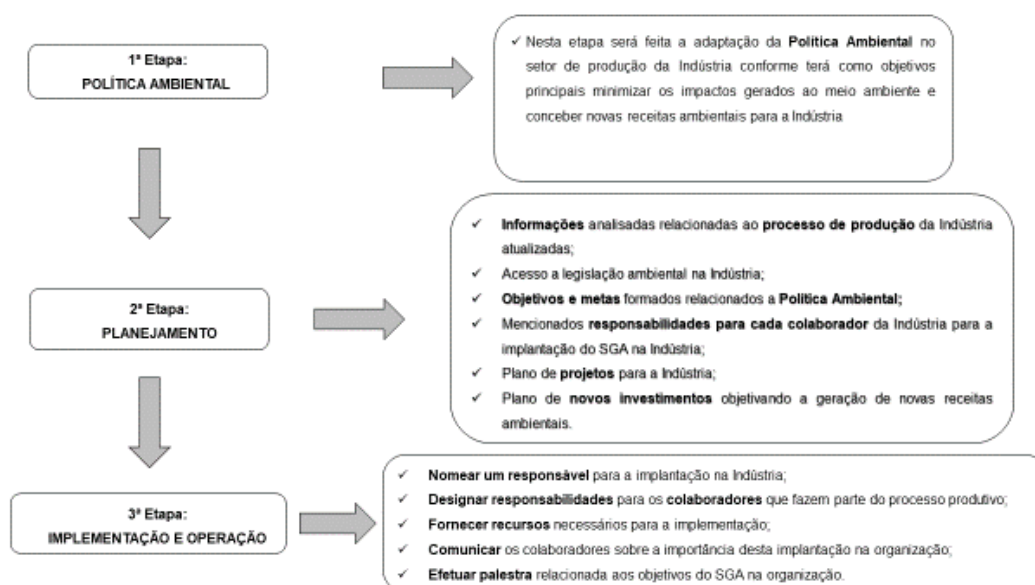 1ª Etapa:
POLÍTICA AMBIENTAL
✓ Nesta etapa será feita a adaptação da Política Ambiental no
setor de produção da Indústria conforme terá como objetivos
principais minimizar os impactos gerados ao meio ambiente e
conceber novas receitas ambientais para a Indústria
2ª Etapa:
PLANEJAMENTO
✓ Informações analisadas relacionadas ao processo de produção da Indústria
atualizadas;
✓ Acesso a legislação ambiental na Indústria;
✓ Objetivos e metas formados relacionados a Política Ambiental;
✓ Mencionados responsabilidades para cada colaborador da Indústria para a
implantação do SGA na Indústria;
✓ Plano de projetos para a Indústria;
✓ Plano de novos investimentos objetivando a geração de novas receitas
ambientais.
3ª Etapa:
IMPLEMENTAÇÃO E OPERAÇÃO
✓ Nomear um responsável para a implantação na Indústria;
✓ Designar responsabilidades para os colaboradores que fazem parte do processo produtivo;
✓ Fornecer recursos necessários para a implementação;
✓ Comunicar os colaboradores sobre a importância desta implantação na organização;
✓ Efetuar palestra relacionada aos objetivos do SGA na organização.